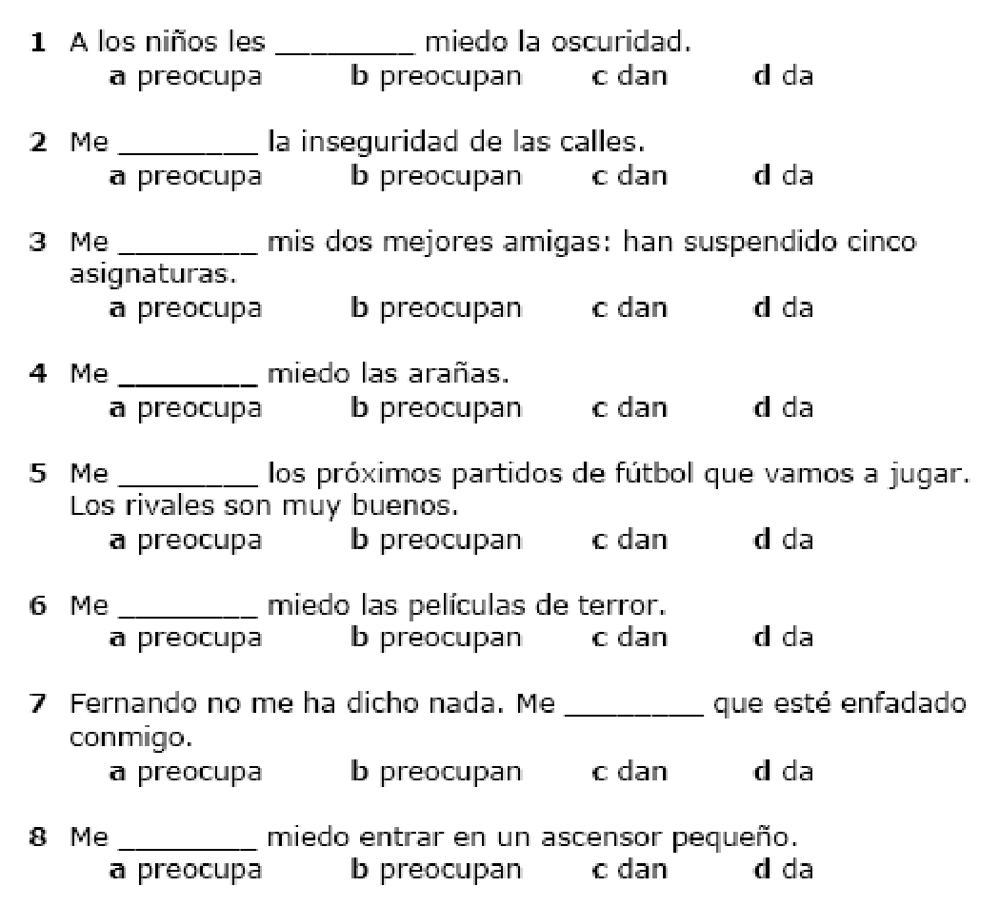 1 A los niños les ________ miedo la oscuridad.
a preocupa b preocupan c dan d da
2 Me ________ la inseguridad de las calles.
a preocupa b preocupan c dan d da
3 Me ________ mis dos mejores amigas: han suspendido cinco
asignaturas.
a preocupa b preocupan c dan d da
4 Me ________ miedo las arañas.
a preocupa b preocupan c dan d da
5 Me ________ los próximos partidos de fútbol que vamos a jugar.
Los rivales son muy buenos.
a preocupa b preocupan c dan d da
6 Me ________ miedo las películas de terror.
a preocupa b preocupan c dan d da
7 Fernando no me ha dicho nada. Me ________ que esté enfadado
conmigo.
a preocupa b preocupan c dan d da
8 Me ________ miedo entrar en un ascensor pequeño.
a preocupa b preocupan c dan d da